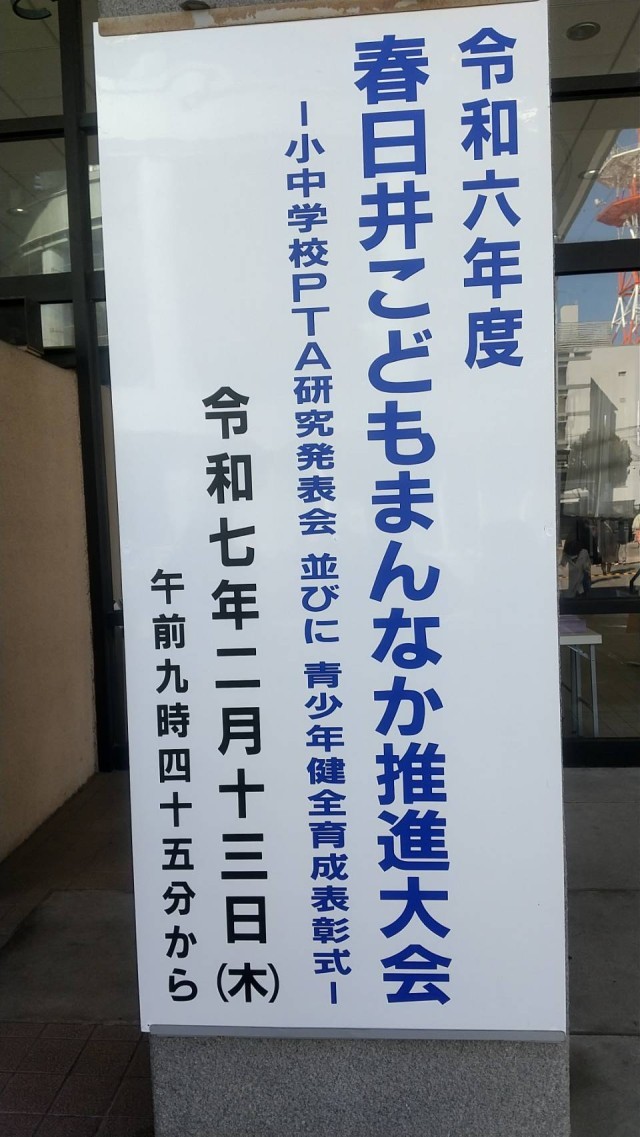 令和六年度
春日井こどもまんなか推進大会
ー小中学校PTA研究発表会 並びに 青少年健全育成表彰式ー
令和七年二月十三日(木)
午前九時四十五分から